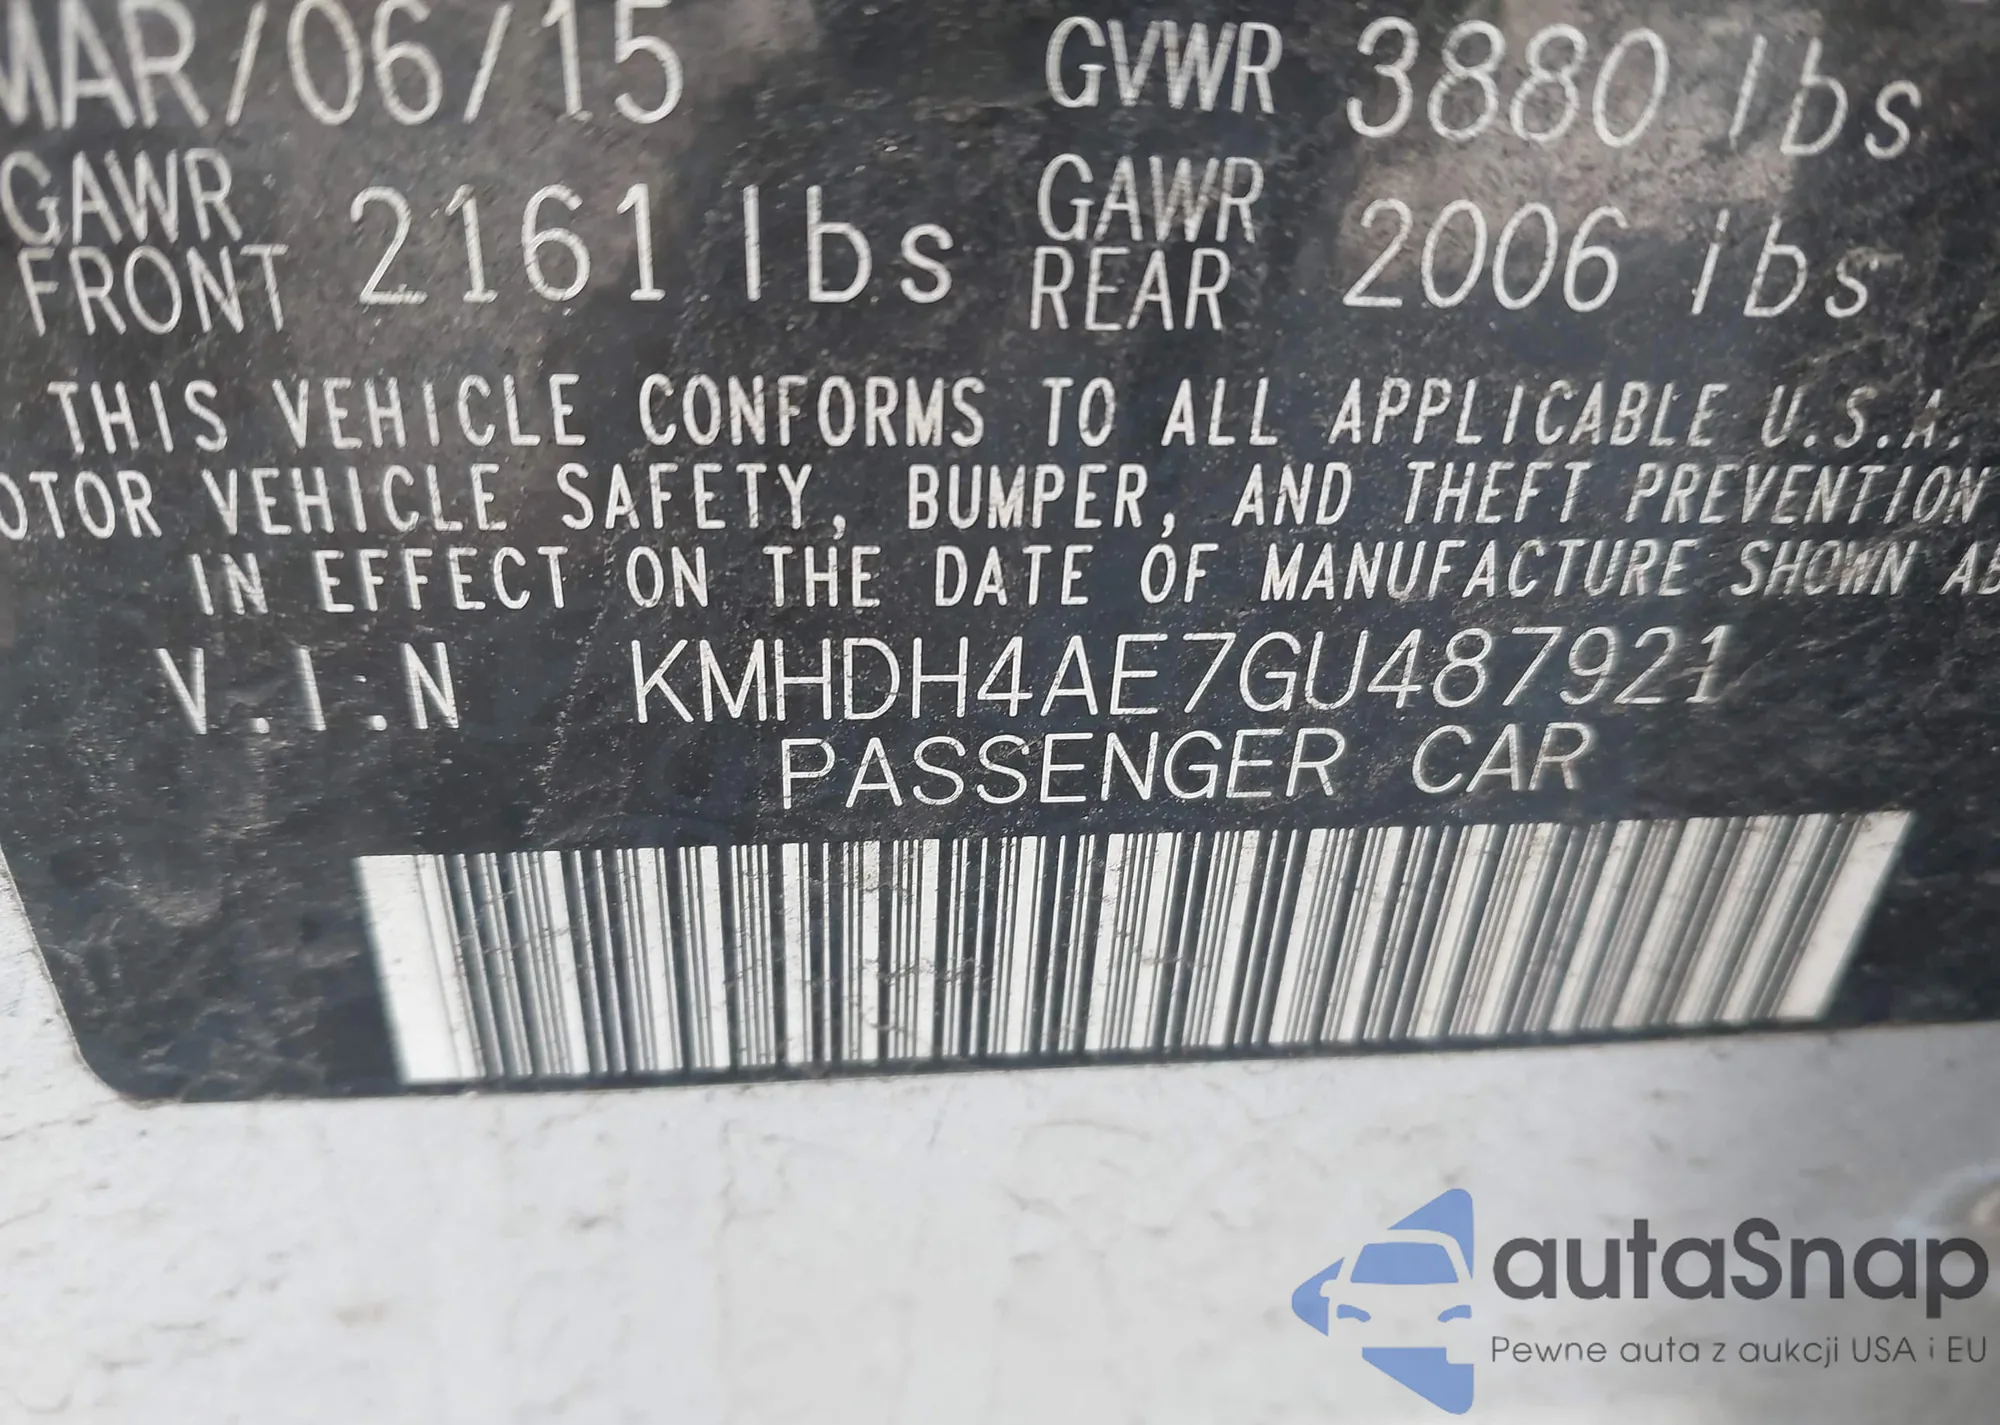 MAR/06/15 GVWR 3880 lbs
GAWR FRONT 2161 lbs GAWR REAR 2006 lbs
THIS VEHICLE CONFORMS TO ALL APPLICABLE U.S.A.
OTOR VEHICLE SAFETY, BUMPER, AND THEFT PREVENTION
IN EFFECT ON THE DATE OF MANUFACTURE SHOWN AB
V.I.N KMHDH4AE7GU487921
PASSENGER CAR
autaSnap
Pewne auta z aukcji USA i EU